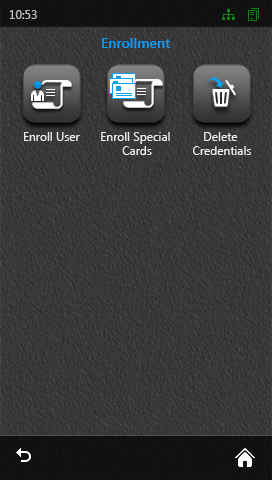 10:53
Enrollment
Enroll User
Enroll Special
Cards
Delete
Credentials